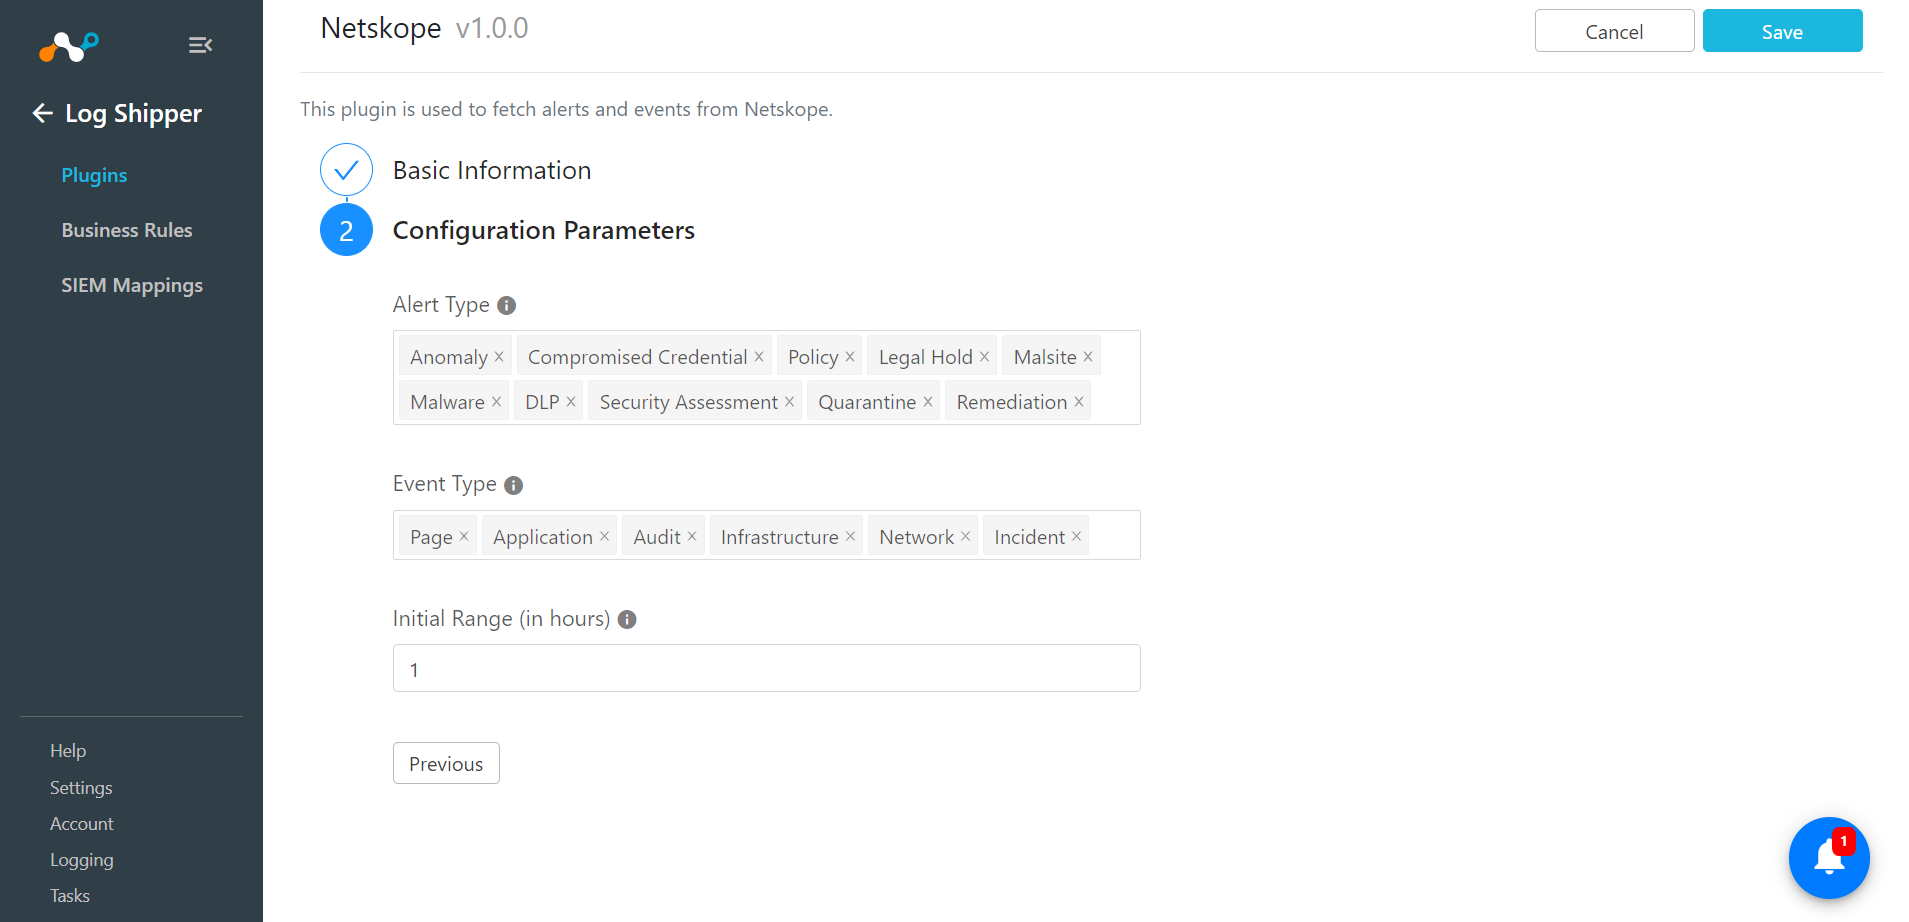 Netskope v1.0.0
Cancel
Save
Log Shipper
Plugins
Business Rules
SIEM Mappings
Help
Settings
Account
Logging
Tasks
This plugin is used to fetch alerts and events from Netskope.
Basic Information
2 Configuration Parameters
Alert Type
Anomaly Compromised Credential Policy Legal Hold Malsite
Malware DLP Security Assessment Quarantine Remediation
Event Type
Page Application Audit Infrastructure Network Incident
Initial Range (in hours)
1
Previous
1